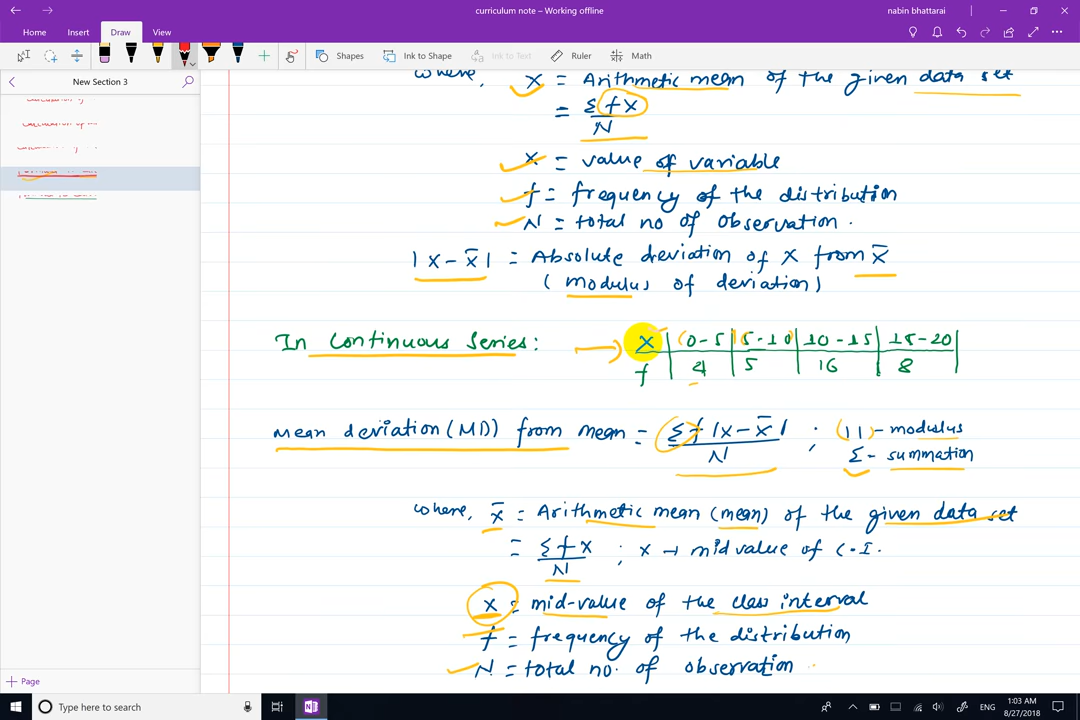 curriculum note – Working offline
nabin bhattarai
Home Insert Draw View
Shapes Ink to Shape Ink to Text Ruler Math
New Section 3
where, x = Arithmetic mean of the given data set
= Σ f x / N
x = value of variable
f = frequency of the distribution
N = total no of observation .
| x - x̄ | = Absolute deviation of x from x̄
( modulus of deviation )
In Continuous Series : → x | 0 - 5 | 5 - 10 | 10 - 15 | 15 - 20
f | 4 | 5 | 16 | 8
Mean deviation (MD) from mean = Σ f | x - x̄ | / N ; | | - modulus
Σ - summation
where, x̄ = Arithmetic mean (mean) of the given data set
= Σ f x / N ; x → mid value of C.I.
x = mid-value of the class interval
f = frequency of the distribution
N = total no. of observation
+ Page
Type here to search
ENG
1:03 AM
8/27/2018